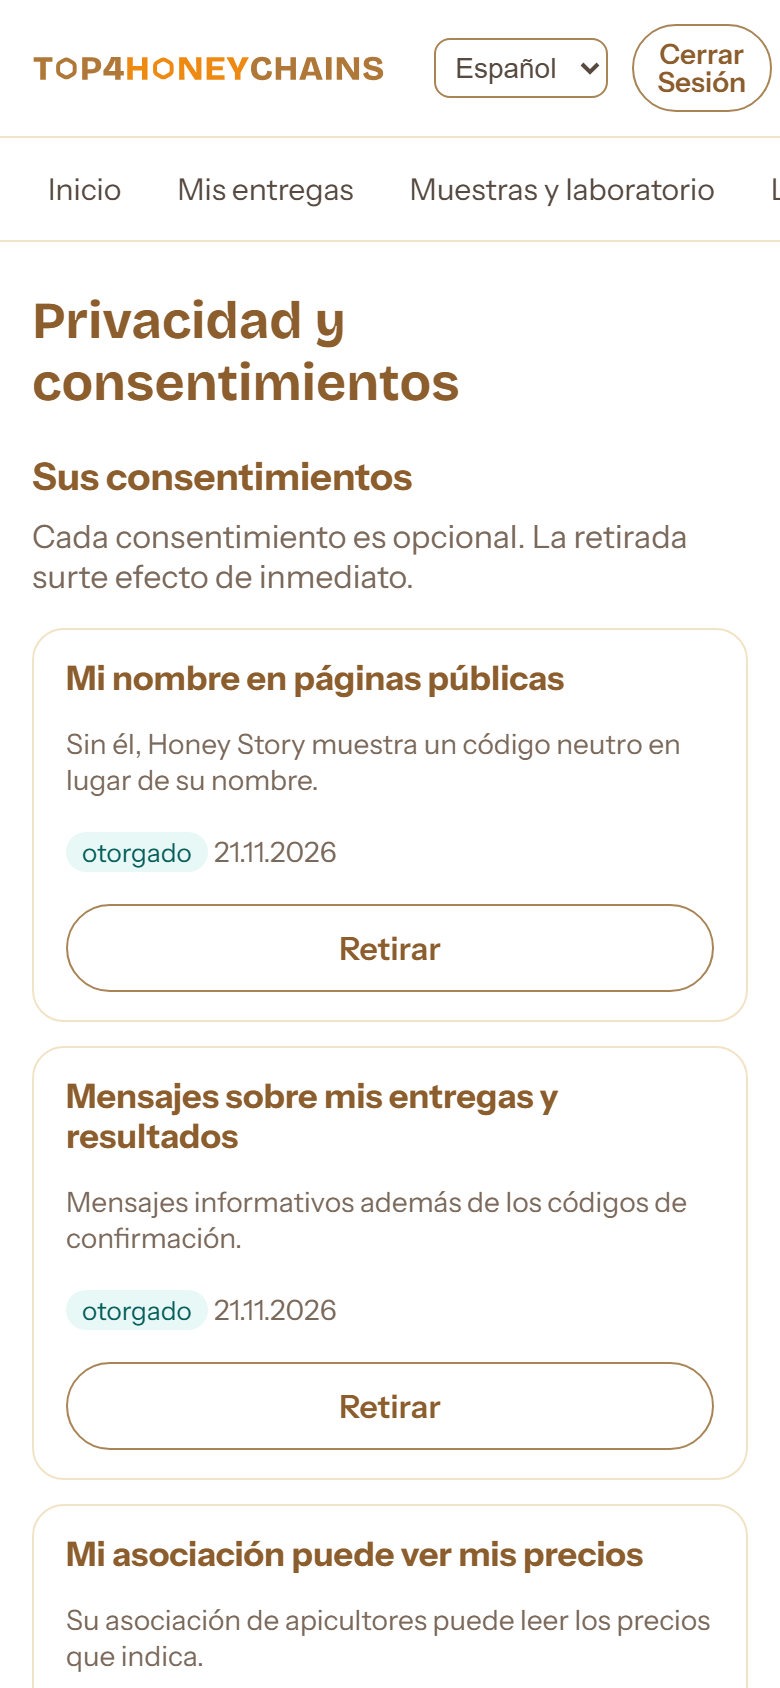 TOP4HONEYCHAINS
Español
Cerrar
Sesión
Inicio
Mis entregas
Muestras y laboratorio
Privacidad y
consentimientos
Sus consentimientos
Cada consentimiento es opcional. La retirada
surte efecto de inmediato.
Mi nombre en páginas públicas
Sin él, Honey Story muestra un código neutro en
lugar de su nombre.
otorgado 21.11.2026
Retirar
Mensajes sobre mis entregas y
resultados
Mensajes informativos además de los códigos de
confirmación.
otorgado 21.11.2026
Retirar
Mi asociación puede ver mis precios
Su asociación de apicultores puede leer los precios
que indica.